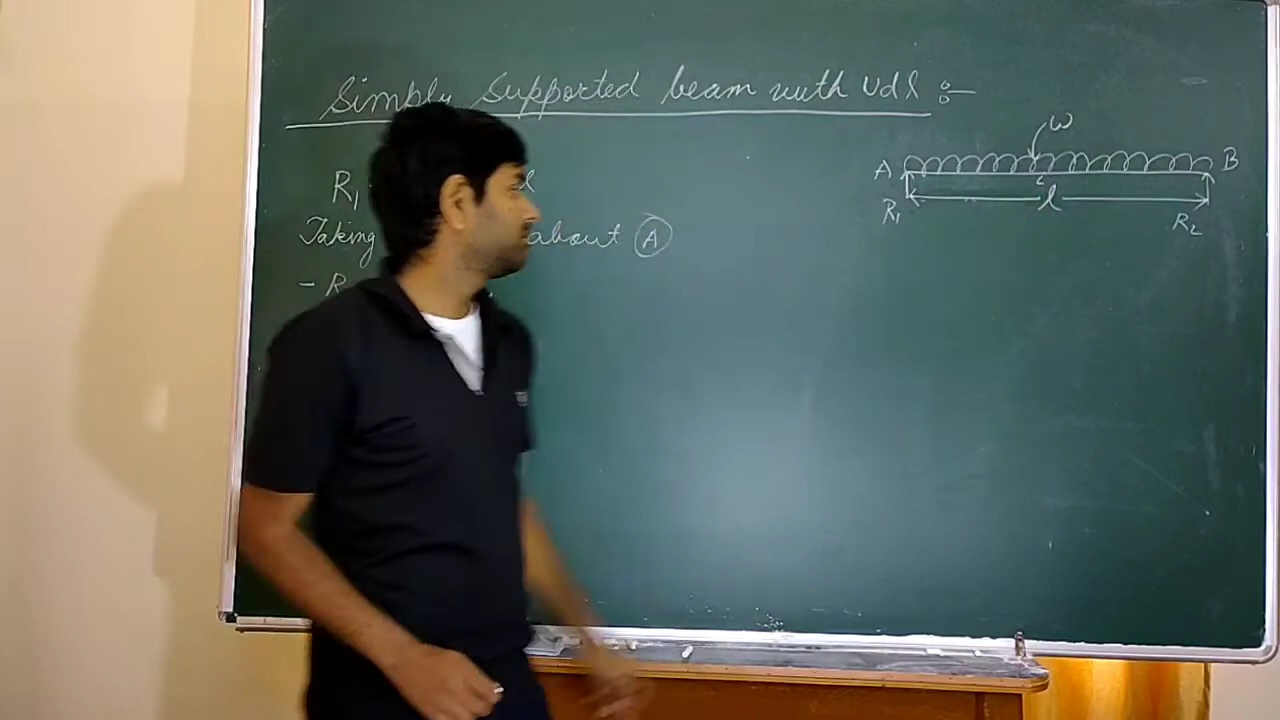 Simply supported beam with Udl :-
w
A B
R1 l
l
R1 R2
Taking about A
- R